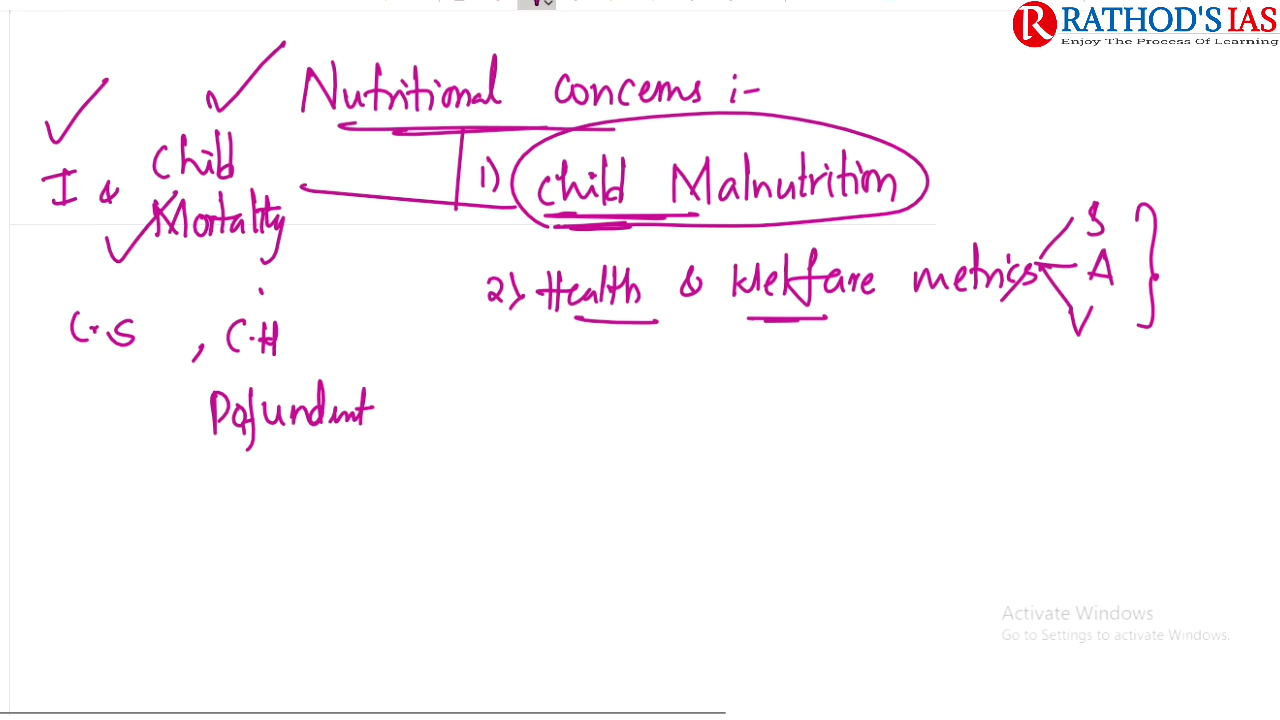 RATHOD'S IAS
Enjoy The Process Of Learning
Nutritional concerns :-
I & Child Mortality
1) Child Malnutrition
2) Health & Welfare metrics
S
A
V
C.S , C.H
Activate Windows
Go to Settings to activate Windows.